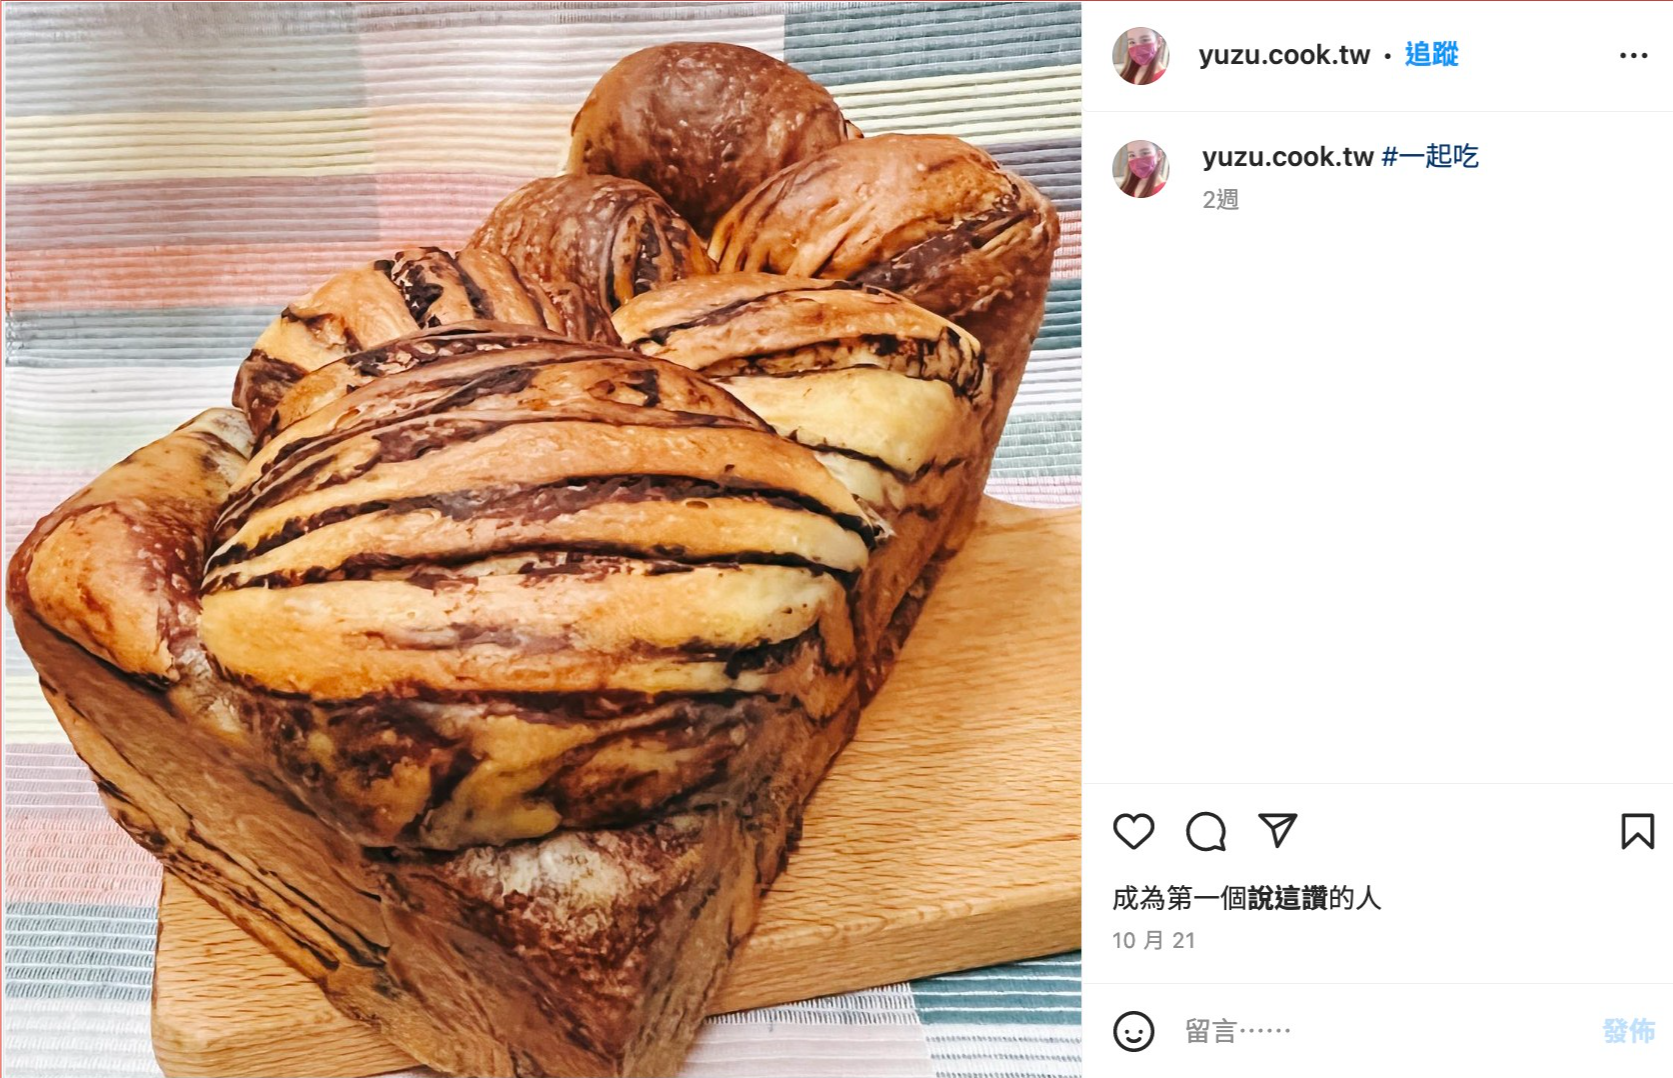 yuzu.cook.tw • 追蹤
yuzu.cook.tw #一起吃
2週
成為第一個說這讚的人
10 月 21
留言⋯⋯
發佈